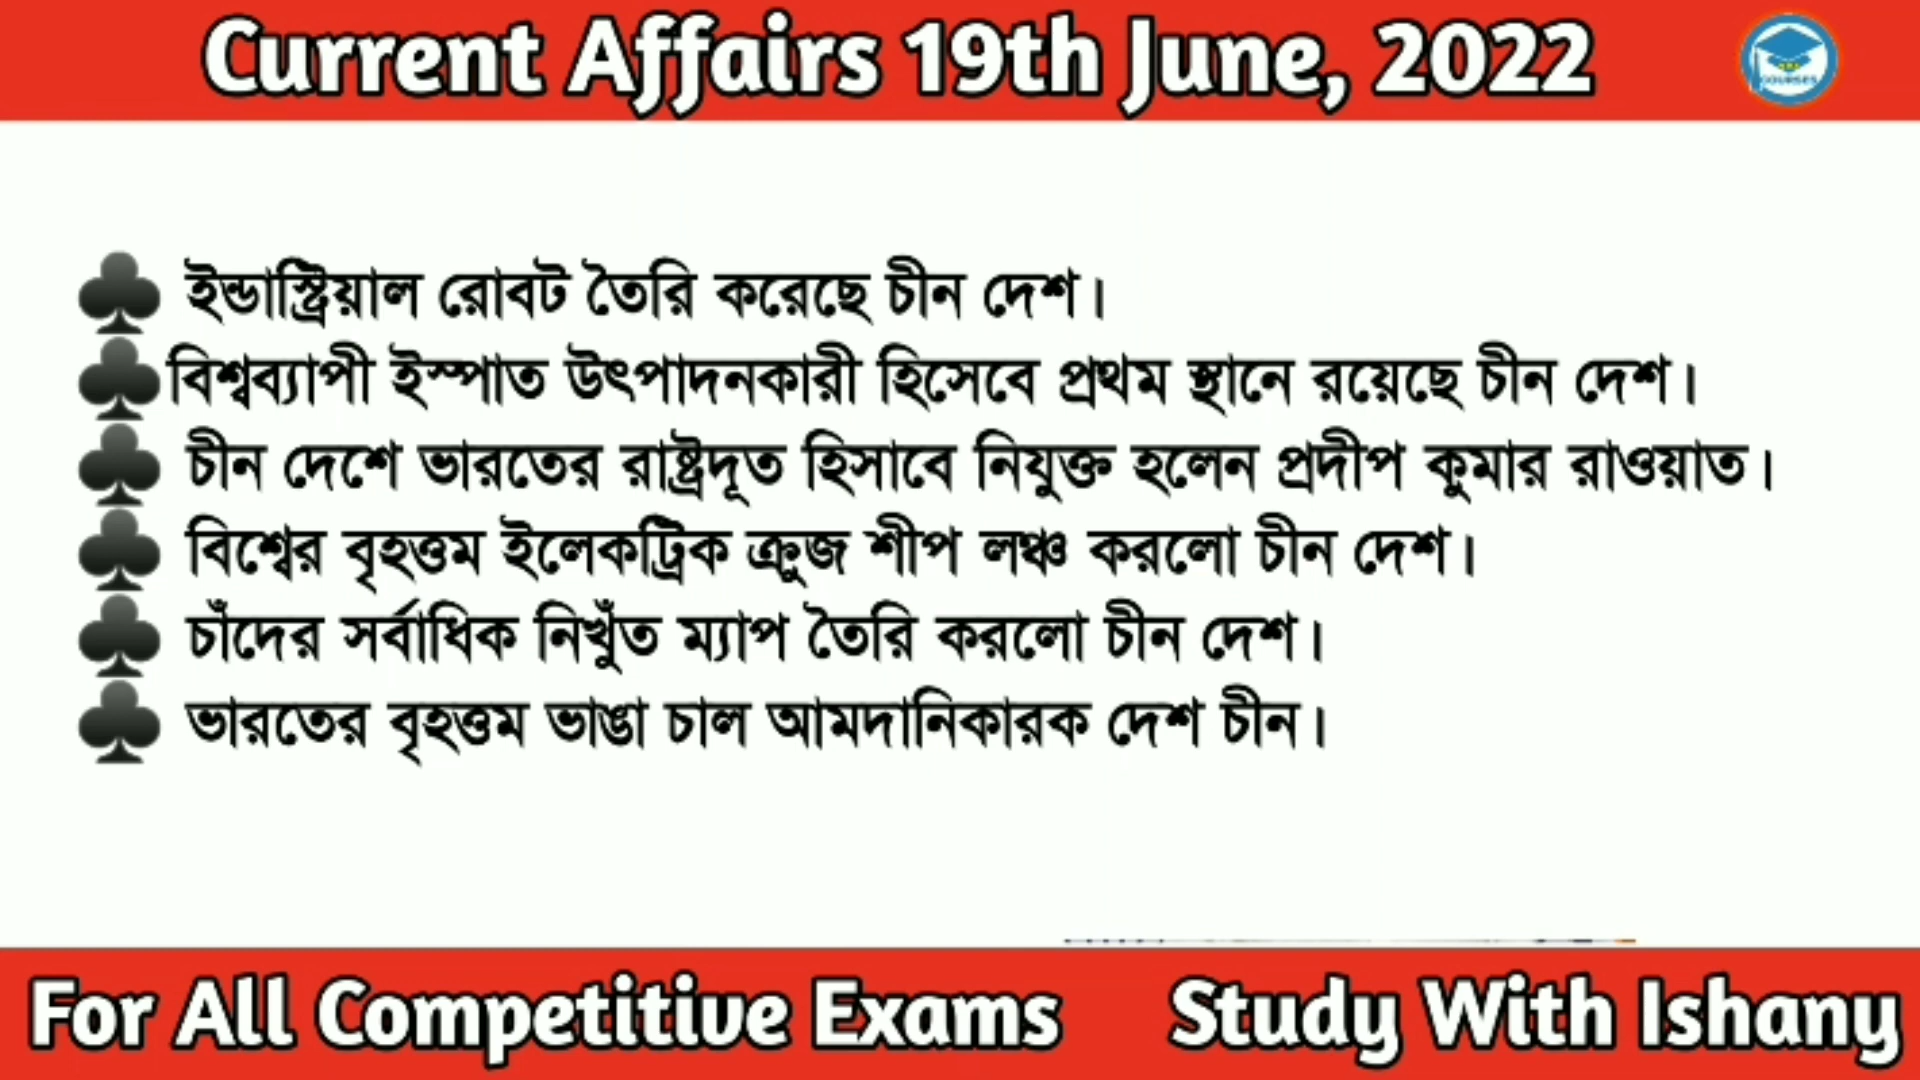 Current Affairs 19th June, 2022
COURSES
♣ ইন্ডাস্ট্রিয়াল রোবট তৈরি করেছে চীন দেশ।
♣বিশ্বব্যাপী ইস্পাত উৎপাদনকারী হিসেবে প্রথম স্থানে রয়েছে চীন দেশ।
♣ চীন দেশে ভারতের রাষ্ট্রদূত হিসাবে নিযুক্ত হলেন প্রদীপ কুমার রাওয়াত।
♣ বিশ্বের বৃহত্তম ইলেকট্রিক ক্রুজ শীপ লঞ্চ করলো চীন দেশ।
♣ চাঁদের সর্বাধিক নিখুঁত ম্যাপ তৈরি করলো চীন দেশ।
♣ ভারতের বৃহত্তম ভাঙা চাল আমদানিকারক দেশ চীন।
For All Competitive Exams Study With Ishany